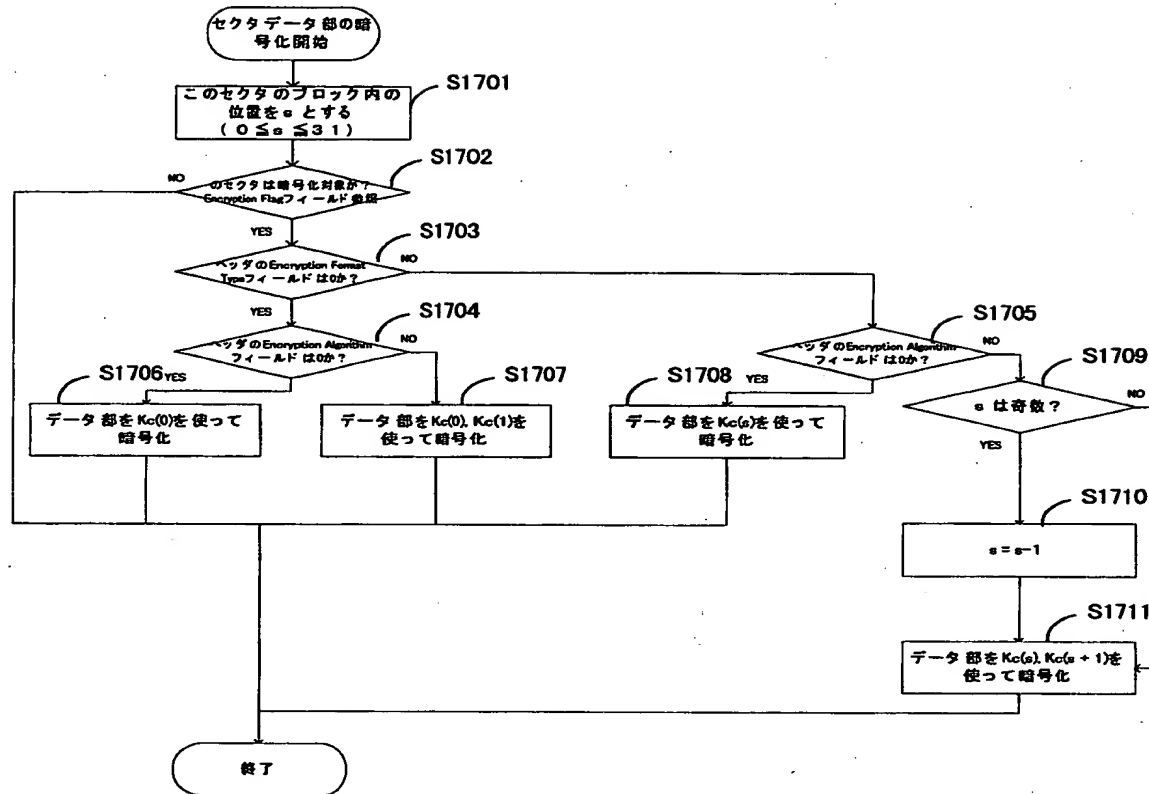 セクタデータ部の暗
号化開始
S1701
このセクタのブロック内の
位置をsとする
(0≦s≦31)
S1702
NO
のセクタは暗号化対象か?
Encryption Flagフィールド
YES
S1703
NO
ヘッダのEncryption Format
Typeフィールドは0か?
YES
S1704
NO
ヘッダのEncryption Algorithm
フィールドは0か?
S1705
NO
ヘッダのEncryption Algorithm
フィールドは0か?
S1706
YES
データ部をKc(0)を使って
暗号化
S1707
データ部をKc(0), Kc(1)を
使って暗号化
S1708
YES
データ部をKc(s)を使って
暗号化
S1709
NO
sは奇数?
YES
S1710
s=s-1
S1711
データ部をKc(s), Kc(s+1)を
使って暗号化
終了